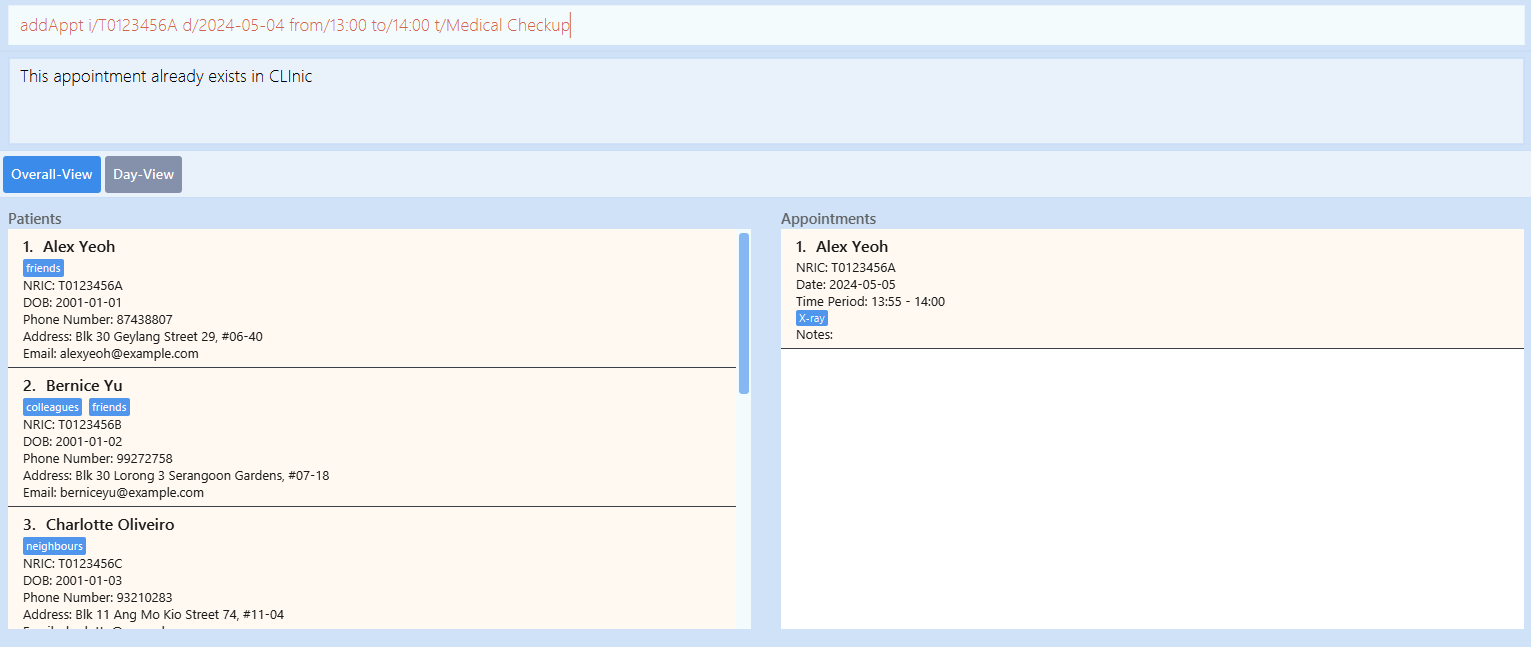 addAppt i/T0123456A d/2024-05-04 from/13:00 to/14:00 t/Medical Checkup
This appointment already exists in CLInic
Overall-View Day-View
Patients
1. Alex Yeoh
friends
NRIC: T0123456A
DOB: 2001-01-01
Phone Number: 87438807
Address: Blk 30 Geylang Street 29, #06-40
Email: alexyeoh@example.com
2. Bernice Yu
colleagues friends
NRIC: T0123456B
DOB: 2001-01-02
Phone Number: 99272758
Address: Blk 30 Lorong 3 Serangoon Gardens, #07-18
Email: berniceyu@example.com
3. Charlotte Oliveiro
neighbours
NRIC: T0123456C
DOB: 2001-01-03
Phone Number: 93210283
Address: Blk 11 Ang Mo Kio Street 74, #11-04
Appointments
1. Alex Yeoh
NRIC: T0123456A
Date: 2024-05-05
Time Period: 13:55 - 14:00
X-ray
Notes: